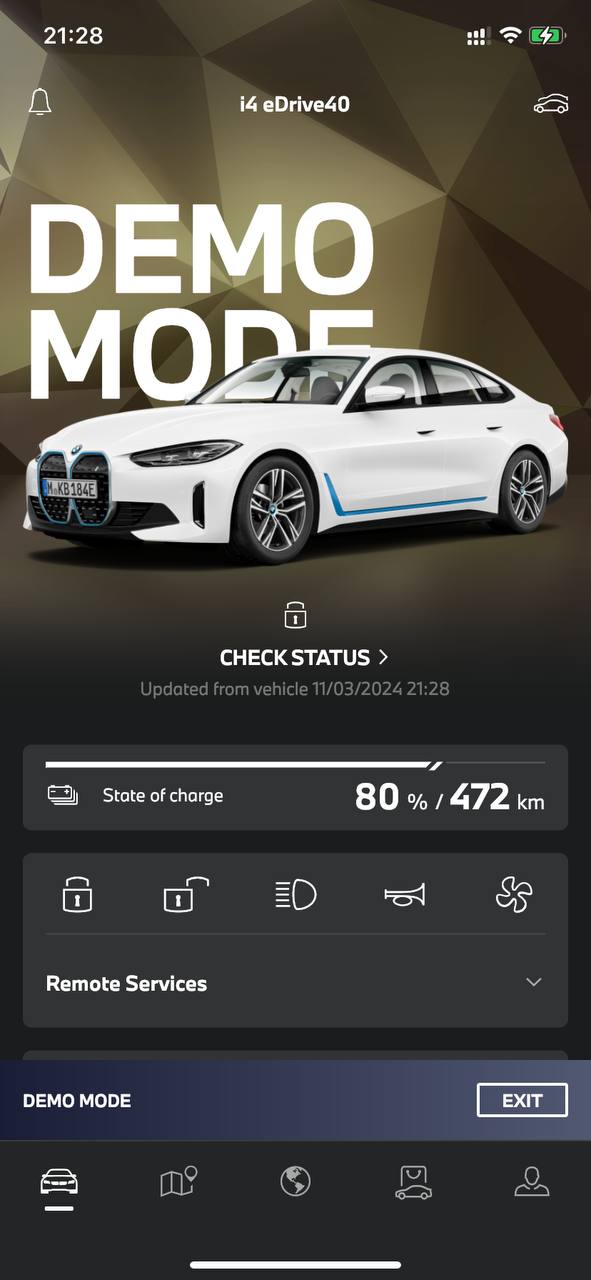 21:28
i4 eDrive40
DEMO
MODE
M KB184E
CHECK STATUS
Updated from vehicle 11/03/2024 21:28
State of charge
80 % / 472 km
Remote Services
DEMO MODE
EXIT